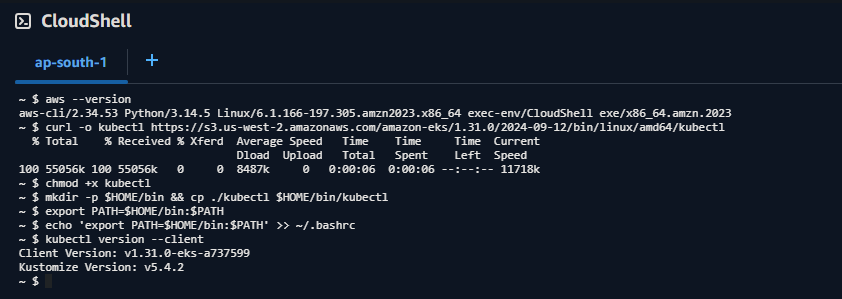 CloudShell
ap-south-1 +
~ $ aws --version
aws-cli/2.34.53 Python/3.14.5 Linux/6.1.166-197.305.amzn2023.x86_64 exec-env/CloudShell exe/x86_64.amzn.2023
~ $ curl -o kubectl https://s3.us-west-2.amazonaws.com/amazon-eks/1.31.0/2024-09-12/bin/linux/amd64/kubectl
  % Total    % Received % Xferd  Average Speed   Time    Time     Time  Current
                                 Dload  Upload   Total   Spent    Left  Speed
100 55056k 100 55056k   0     0  8487k      0  0:00:06  0:00:06 --:--:-- 11718k
~ $ chmod +x kubectl
~ $ mkdir -p $HOME/bin && cp ./kubectl $HOME/bin/kubectl
~ $ export PATH=$HOME/bin:$PATH
~ $ echo 'export PATH=$HOME/bin:$PATH' >> ~/.bashrc
~ $ kubectl version --client
Client Version: v1.31.0-eks-a737599
Kustomize Version: v5.4.2
~ $